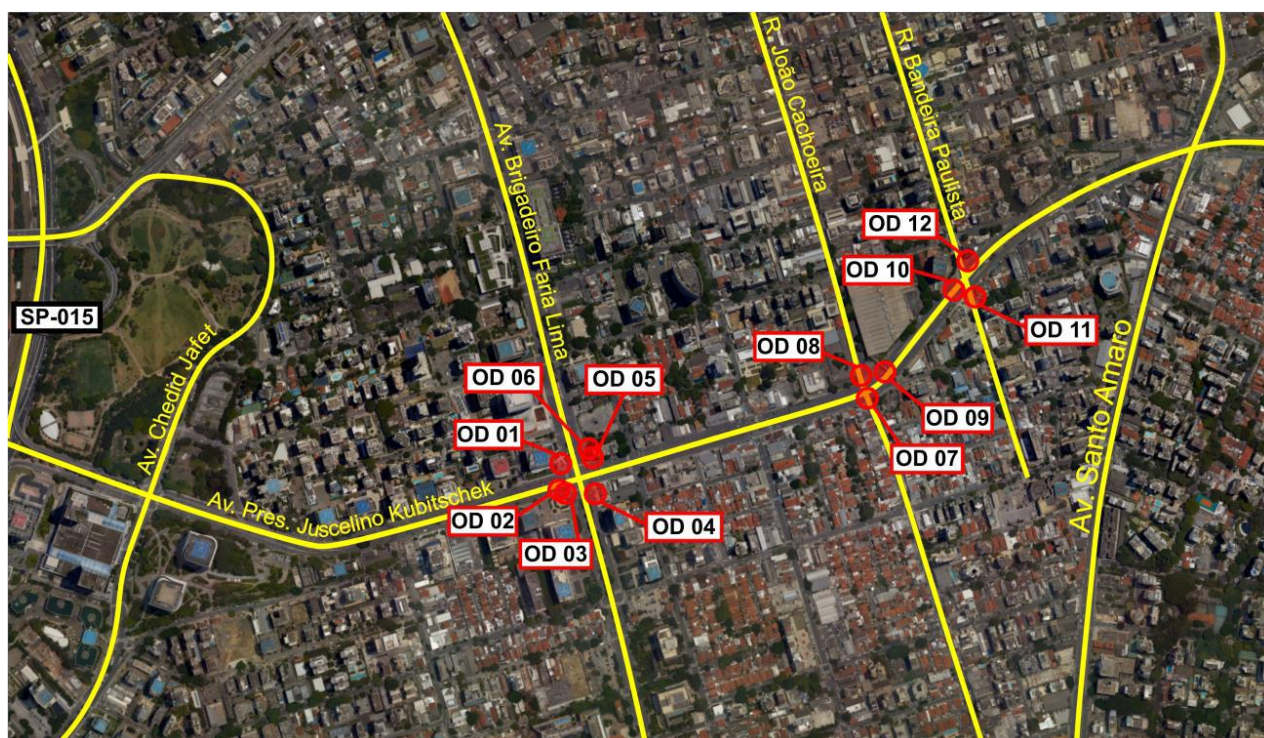 R. João Cachoeira
R. Bandeira Paulista
Av. Brigadeiro Faria Lima
OD 12
OD 10
SP-015
OD 11
Av. Chedid Jafet
Av. Santo Amaro
OD 08
OD 06
OD 05
OD 09
OD 01
OD 07
Av. Pres. Juscelino Kubitschek
OD 02
OD 04
OD 03